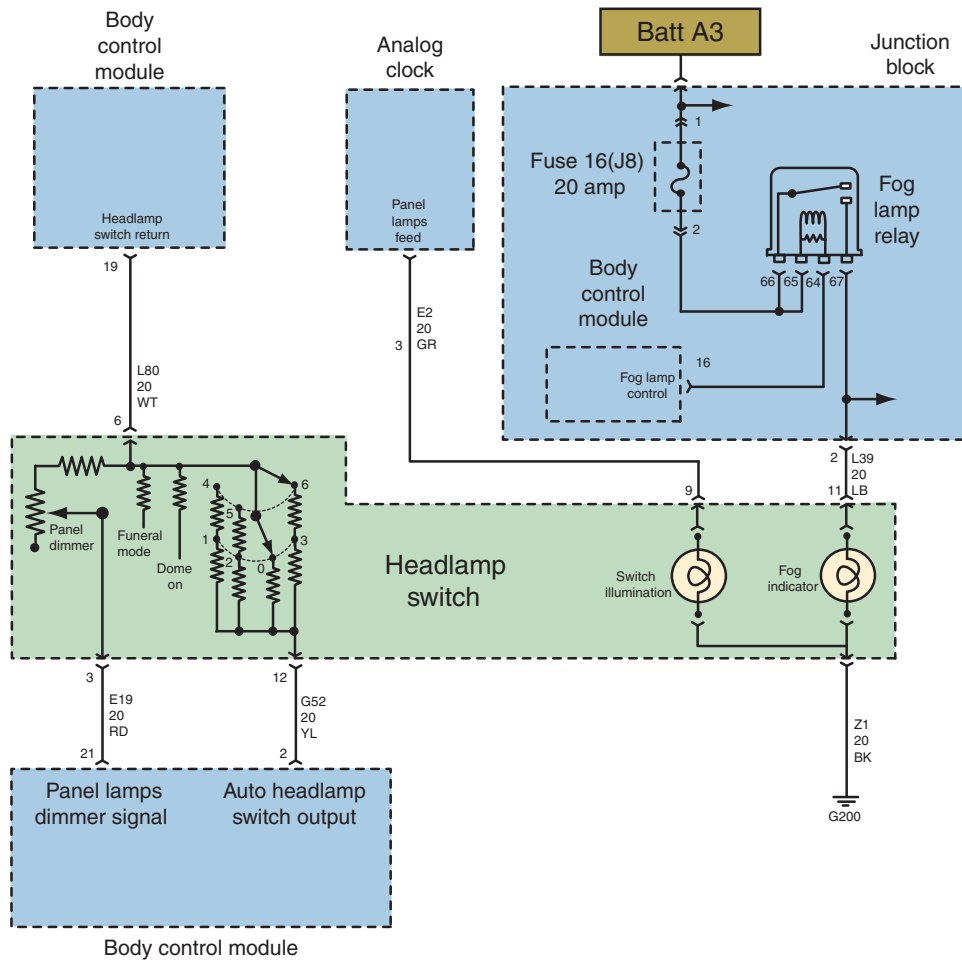 Body
control
module
Analog
clock
Batt A3
Junction
block
Headlamp
switch return
19
Panel
lamps
feed
3
E2
20
GR
1
Fuse 16(J8)
20 amp
2
Fog
lamp
relay
66
65
64
67
Body
control
module
Fog lamp
control
16
L80
20
WT
6
2
L39
20
LB
11
9
Panel
dimmer
Funeral
mode
Dome
on
4
6
5
1
3
2
0
Headlamp
switch
Switch
illumination
Fog
indicator
3
E19
20
RD
21
12
G52
20
YL
2
Z1
20
BK
G200
Panel lamps
dimmer signal
Auto headlamp
switch output
Body control module